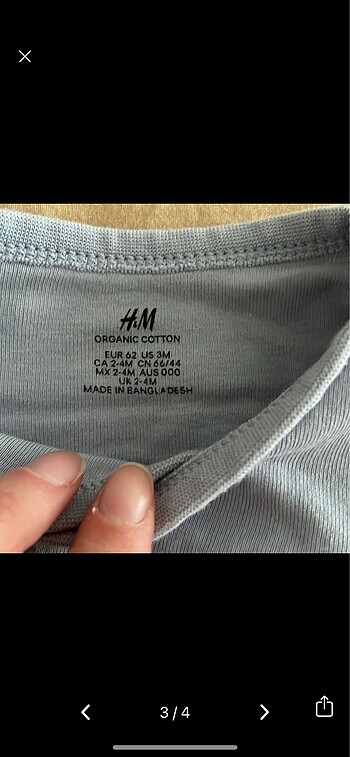 H&M
ORGANIC COTTON
EUR 62 US 3M
CA 2-4M CN 66/44
MX 2-4M AUS 000
UK 2-4M
MADE IN BANGLADESH
3 / 4